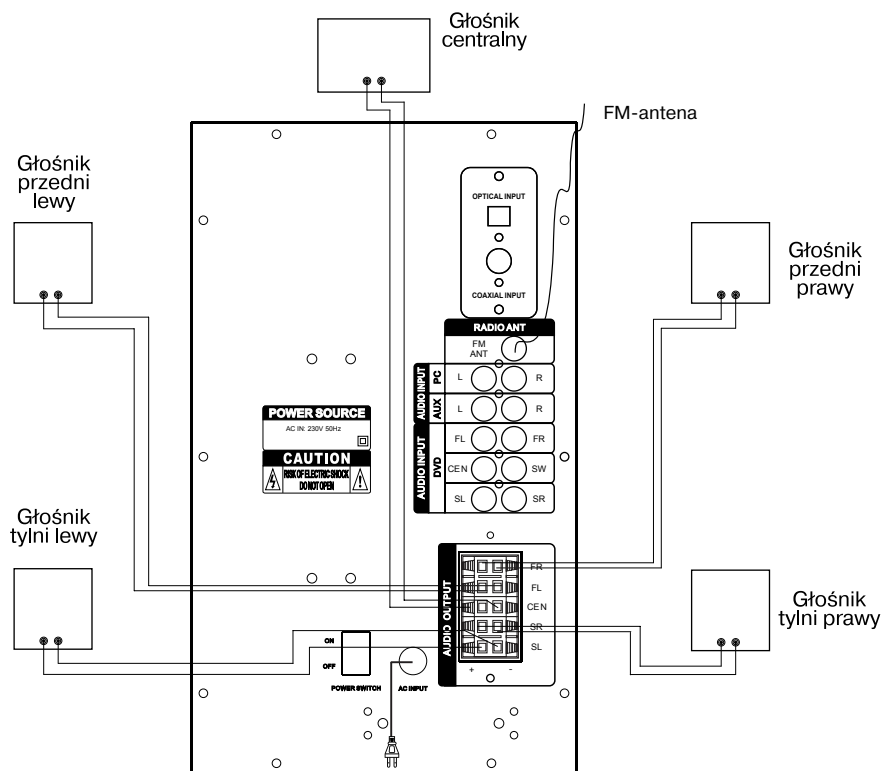 Głośnik
centralny
FM-antena
Głośnik
przedni
lewy
OPTICAL INPUT
COAXIAL INPUT
Głośnik
przedni
prawy
RADIO ANT
FM
ANT
AUDIO INPUT
PC
L
R
AUX
L
R
AUDIO INPUT
DVD
FL
FR
CEN
SW
SL
SR
POWER SOURCE
AC IN: 230V 50Hz
CAUTION
RISK OF ELECTRIC SHOCK
DO NOT OPEN
Głośnik
tylni lewy
AUDIO OUTPUT
FR
FL
CEN
SR
SL
+ -
Głośnik
tylni prawy
ON
OFF
POWER SWITCH
AC INPUT